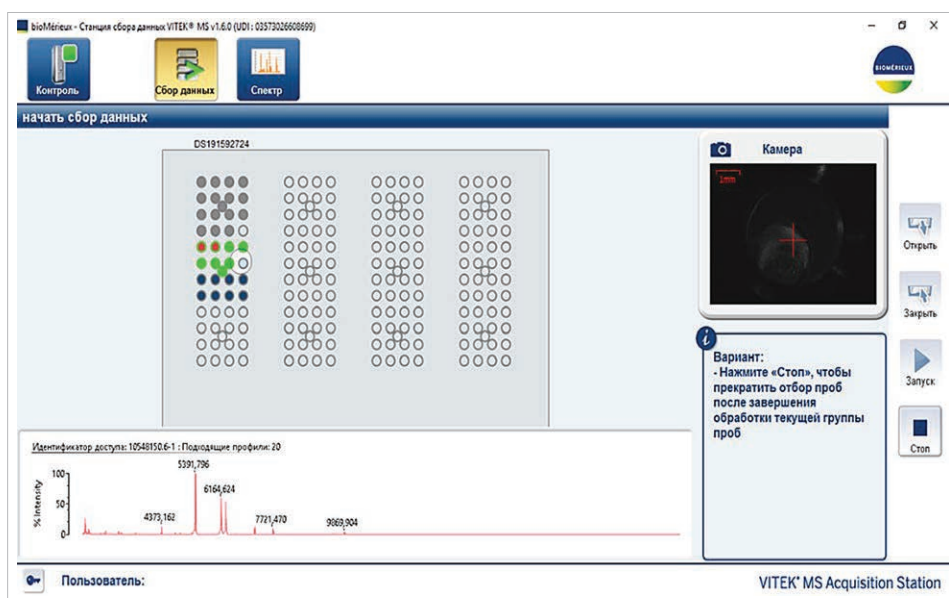 bioMérieux - Станция сбора данных VITEK® MS v1.6.0 (UDI : 03573026608699)
Контроль
Сбор данных
Спектр
BIOMÉRIEUX
начать сбор данных
DS191592724
Камера
1mm
Открыть
Закрыть
Запуск
Стоп
Вариант:
- Нажмите «Стоп», чтобы
прекратить отбор проб
после завершения
обработки текущей группы
проб
Идентификатор доступа: 10548150.6-1 : Подходящие профили: 20
% Intensity
100
50
0
4373,162
5391,796
6164,624
7721,470
9869,904
Пользователь:
VITEK® MS Acquisition Station